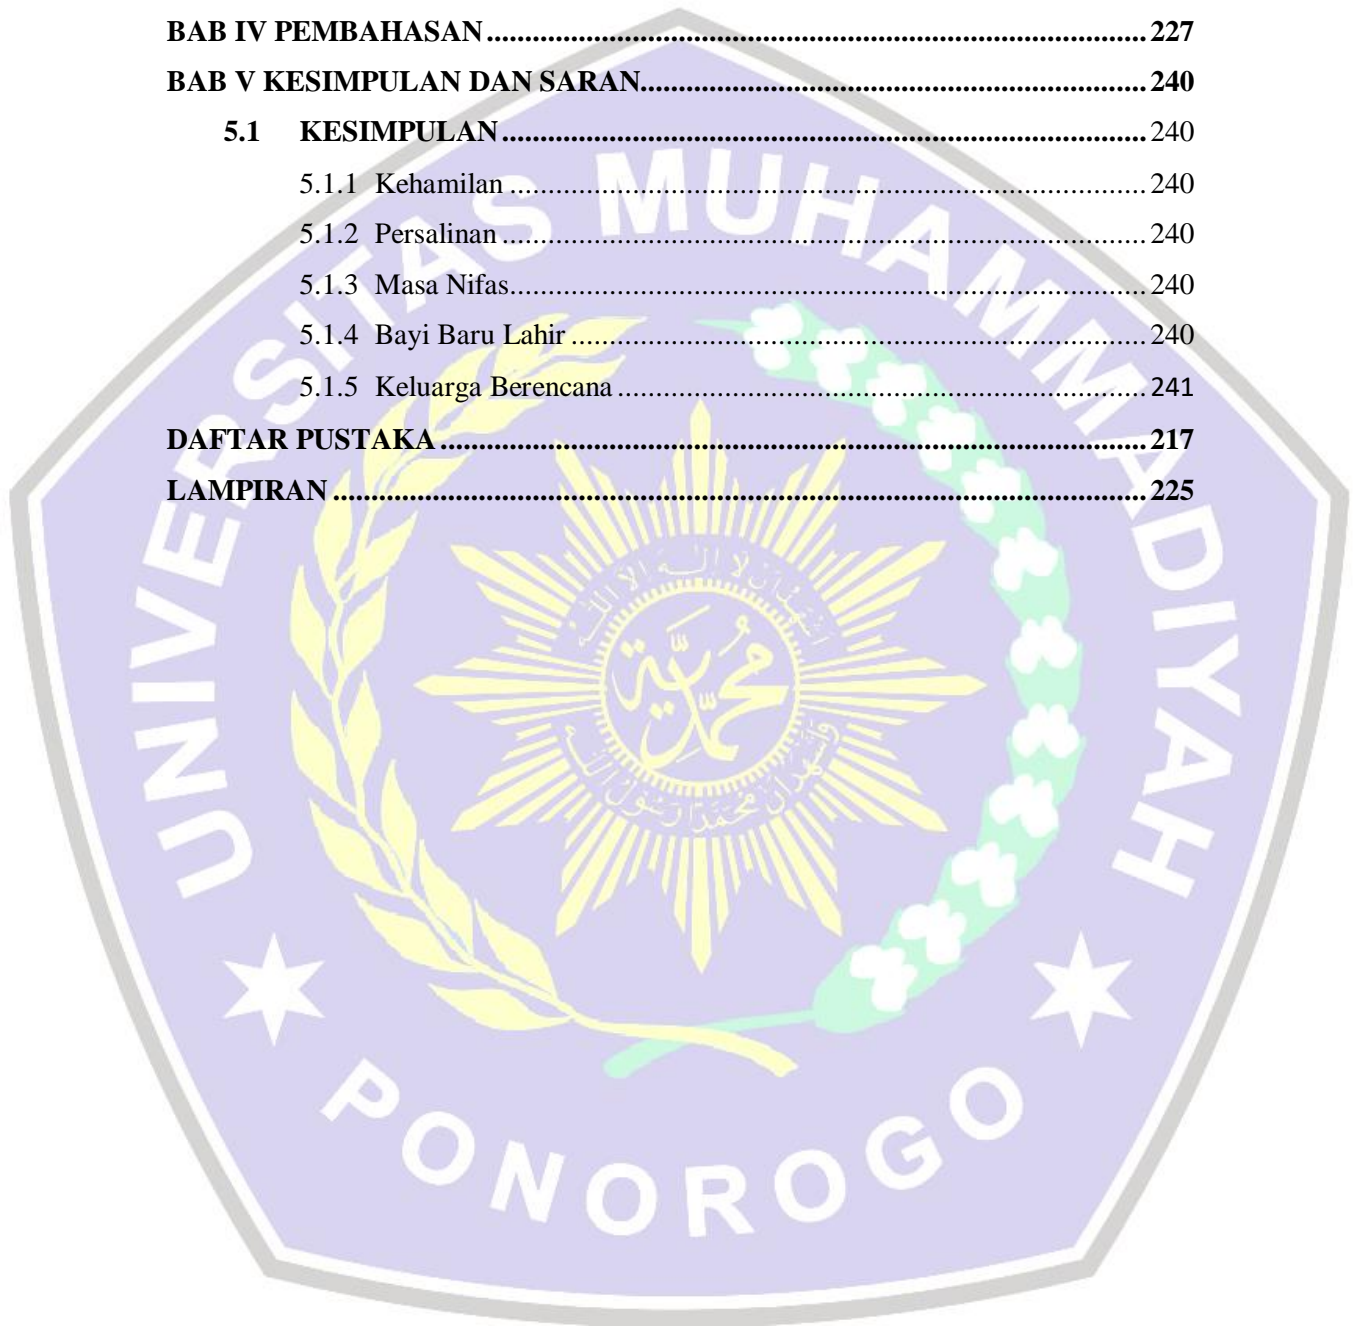 BAB IV PEMBAHASAN........................................................................................ 227
BAB V KESIMPULAN DAN SARAN.................................................................. 240
5.1 KESIMPULAN..................................................................................... 240
5.1.1 Kehamilan .................................................................................... 240
5.1.2 Persalinan ..................................................................................... 240
5.1.3 Masa Nifas.................................................................................... 240
5.1.4 Bayi Baru Lahir ............................................................................ 240
5.1.5 Keluarga Berencana ...................................................................... 241
DAFTAR PUSTAKA ............................................................................................. 217
LAMPIRAN ........................................................................................................... 225
UNIVERSITAS MUHAMMADIYAH
محمدية
PONOROGO